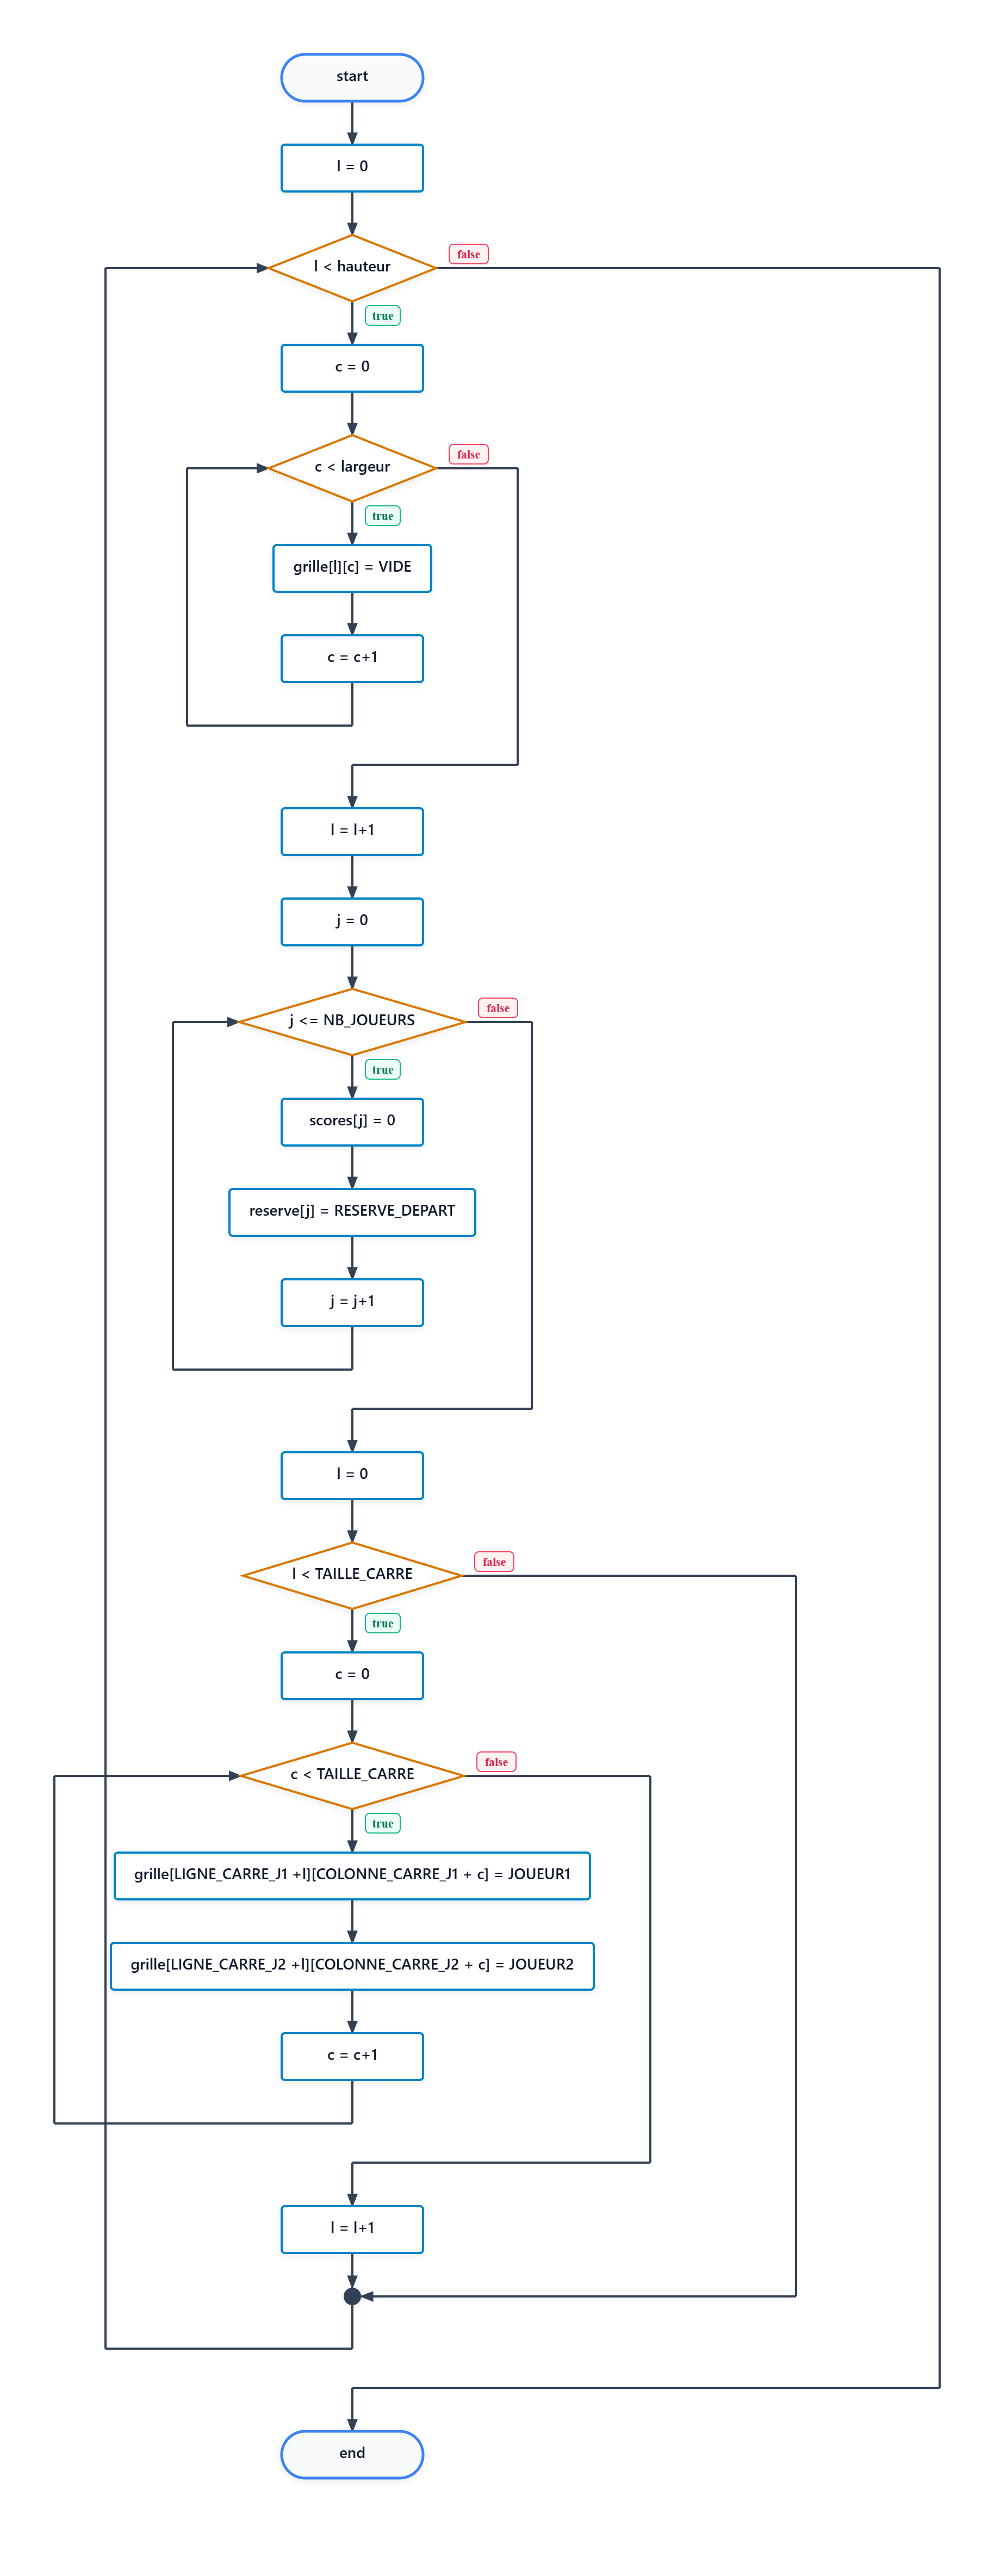 start
l = 0
l < hauteur
false
true
c = 0
c < largeur
false
true
grille[l][c] = VIDE
c = c+1
l = l+1
j = 0
j <= NB_JOUEURS
false
true
scores[j] = 0
reserve[j] = RESERVE_DEPART
j = j+1
l = 0
l < TAILLE_CARRE
false
true
c = 0
c < TAILLE_CARRE
false
true
grille[LIGNE_CARRE_J1 +l][COLONNE_CARRE_J1 + c] = JOUEUR1
grille[LIGNE_CARRE_J2 +l][COLONNE_CARRE_J2 + c] = JOUEUR2
c = c+1
l = l+1
end